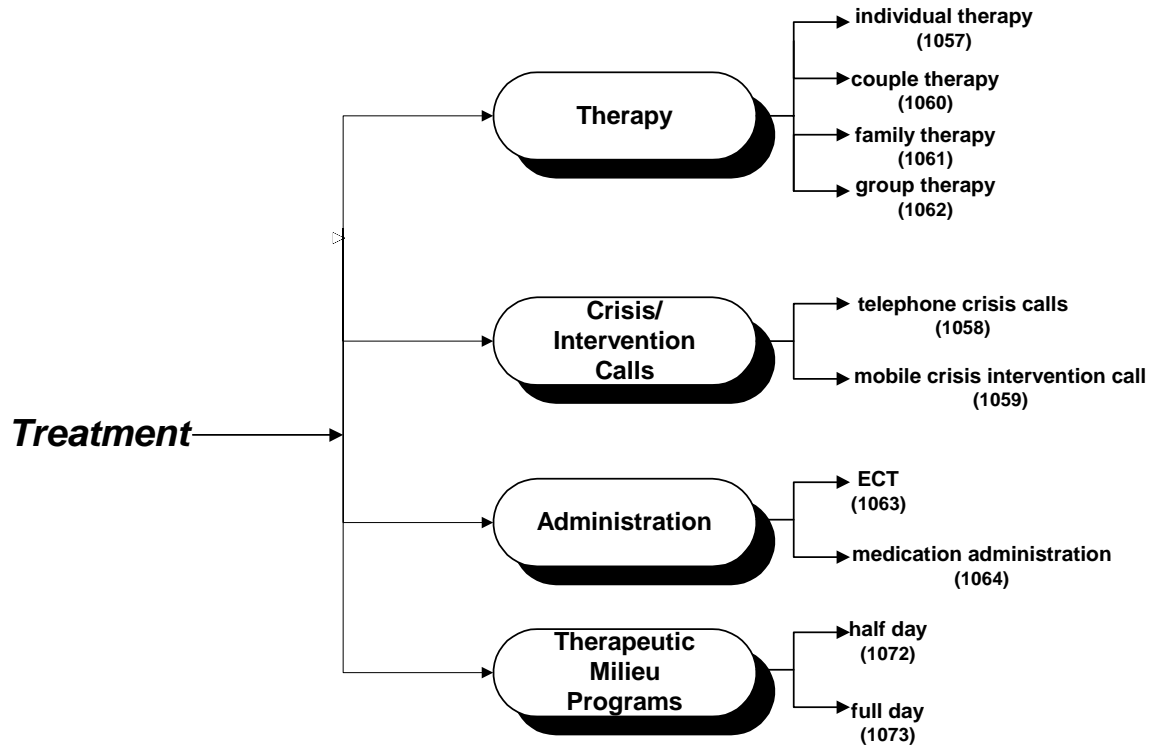 individual therapy
(1057)
Therapy
couple therapy
(1060)
family therapy
(1061)
group therapy
(1062)
Crisis/
Intervention
Calls
telephone crisis calls
(1058)
mobile crisis intervention call
(1059)
Treatment
Administration
ECT
(1063)
medication administration
(1064)
Therapeutic
Milieu
Programs
half day
(1072)
full day
(1073)